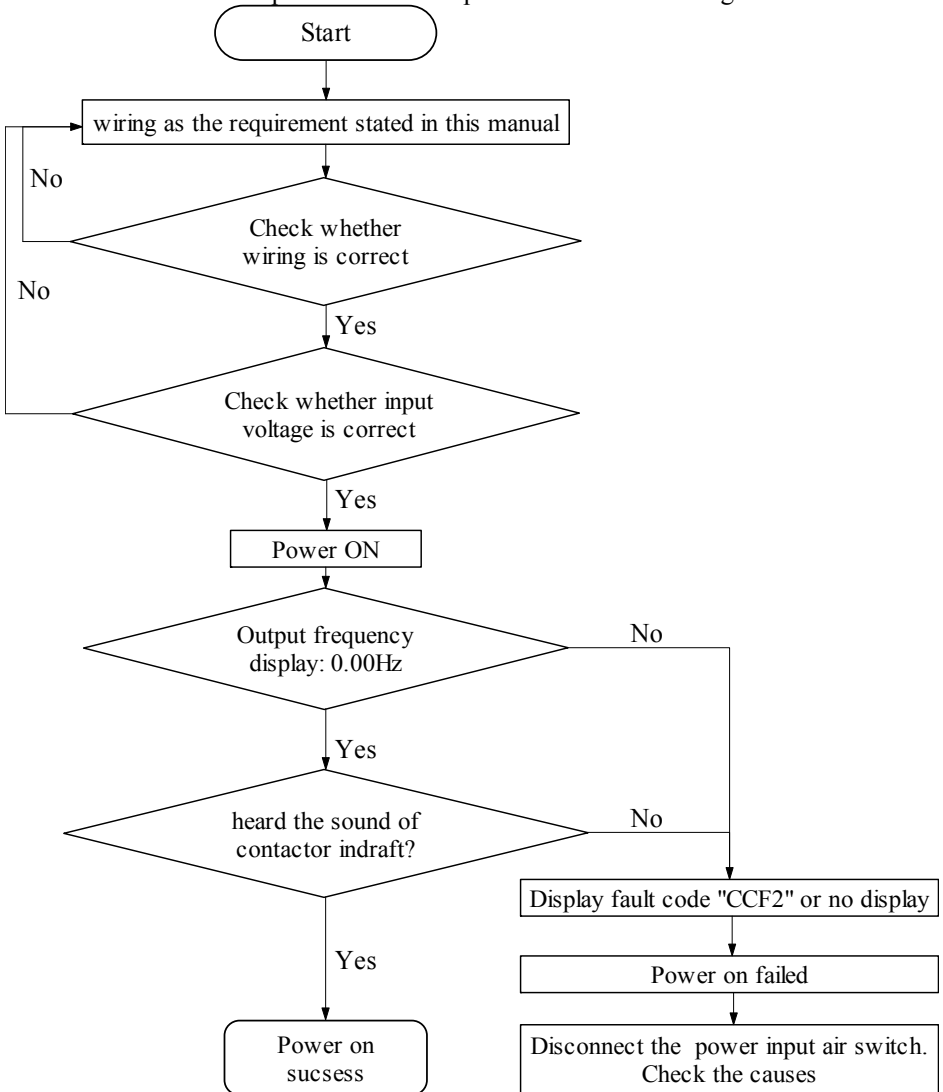 Start
wiring as the requirement stated in this manual
No
Check whether
wiring is correct
No
Yes
Check whether input
voltage is correct
Yes
Power ON
Output frequency
display: 0.00Hz
No
Yes
heard the sound of
contactor indraft?
No
Display fault code "CCF2" or no display
Yes
Power on failed
Power on
sucsess
Disconnect the power input air switch.
Check the causes